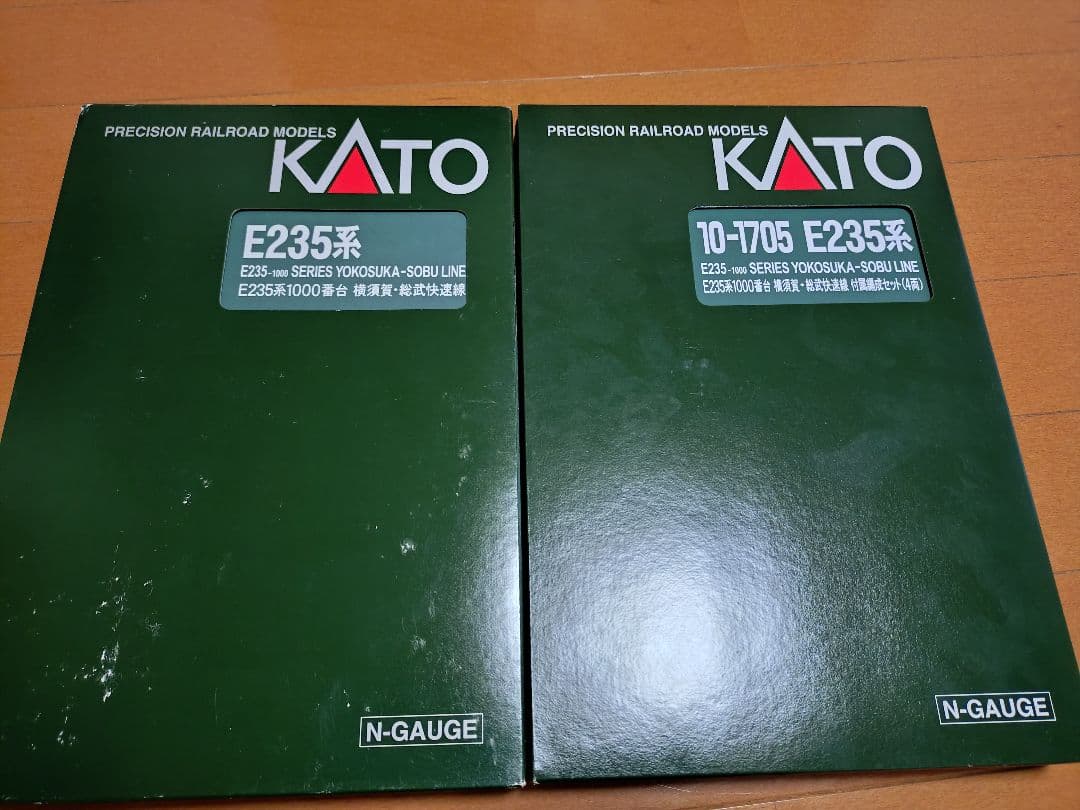 PRECISION RAILROAD MODELS
KATO
E235系
E235-1000 SERIES YOKOSUKA-SOBU LINE
E235系1000番台 横須賀・総武快速線
N-GAUGE
PRECISION RAILROAD MODELS
KATO
10-1705 E235系
E235-1000 SERIES YOKOSUKA-SOBU LINE
E235系1000番台 横須賀・総武快速線 付属編成セット(4両)
N-GAUGE